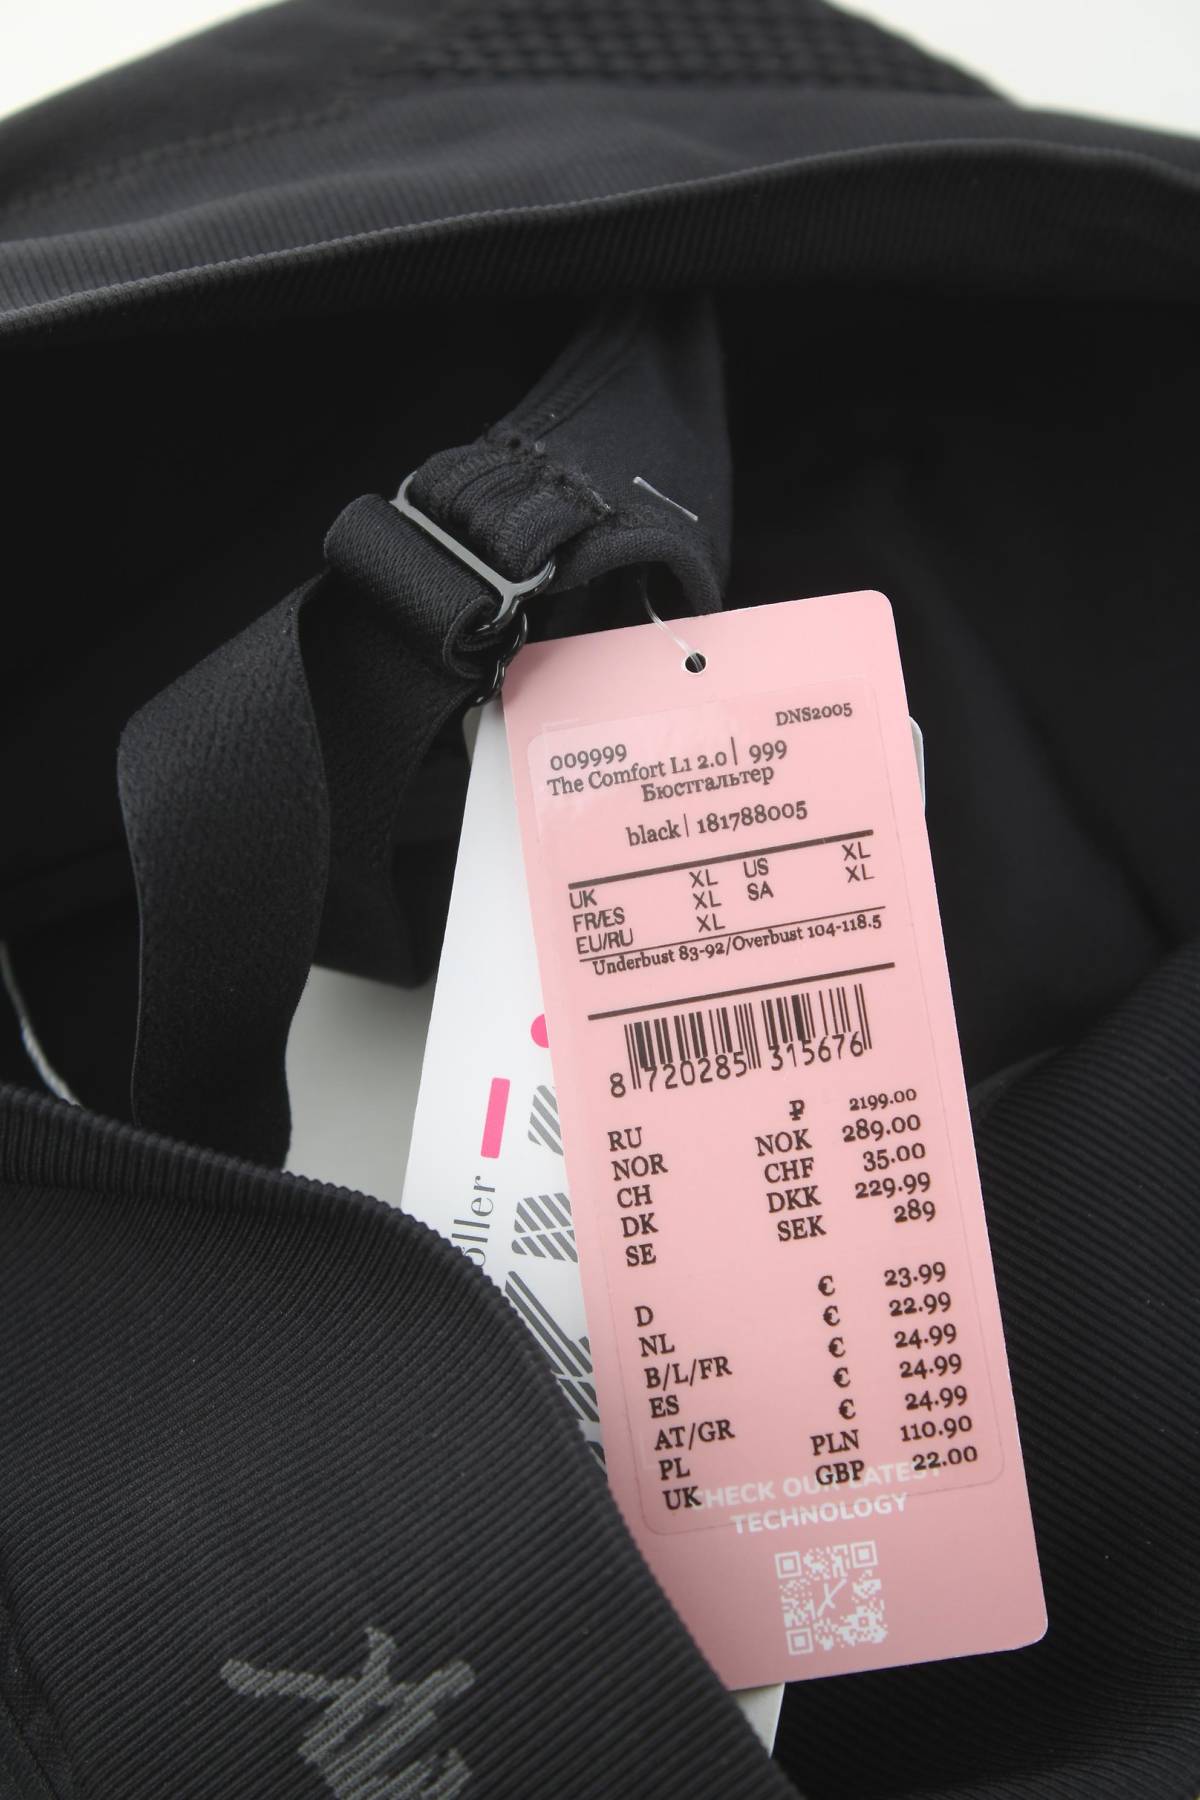 DNS2005
009999
The Comfort L1 2.0| 999
Бюстгальтер
black| 181788005
UK XL US XL
FR/ES XL SA XL
EU/RU XL
Underbust 83-92/Overbust 104-118.5
8 720285 315676
RU ₽ 2199.00
NOR NOK 289.00
CH CHF 35.00
DK DKK 229.99
SE SEK 289
D € 23.99
NL € 22.99
B/L/FR € 24.99
ES € 24.99
AT/GR € 24.99
PL PLN 110.90
UK GBP 22.00
CHECK OUR LATEST
TECHNOLOGY